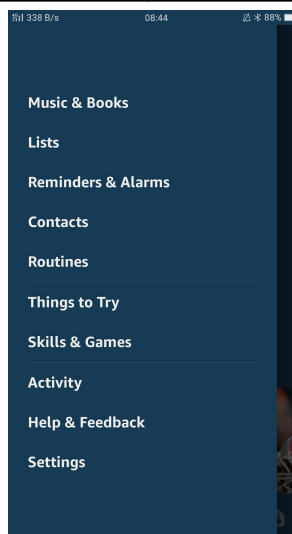 338 B/s 08:44 88%
Music & Books
Lists
Reminders & Alarms
Contacts
Routines
Things to Try
Skills & Games
Activity
Help & Feedback
Settings